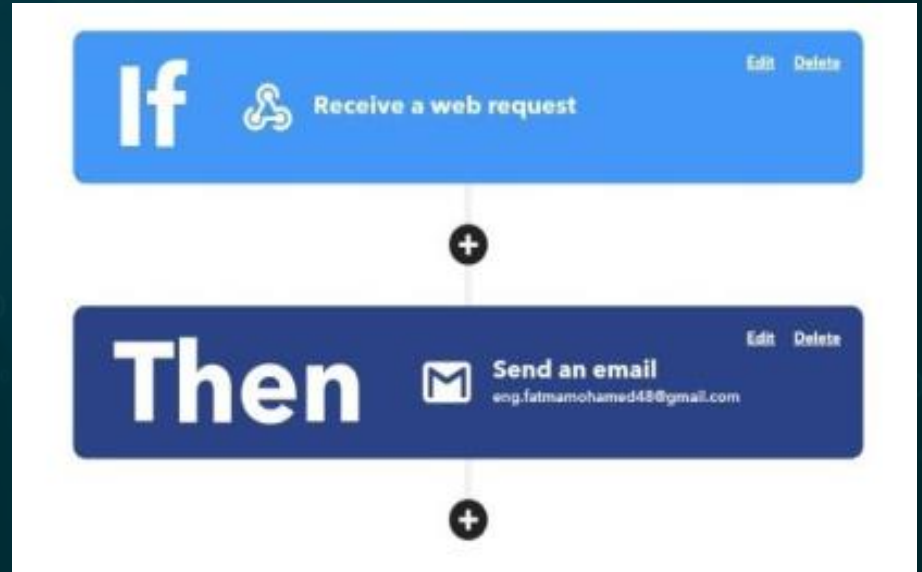 If
Receive a web request
Edit Delete
Then
Send an email
eng.fatmamohamed48@gmail.com
Edit Delete